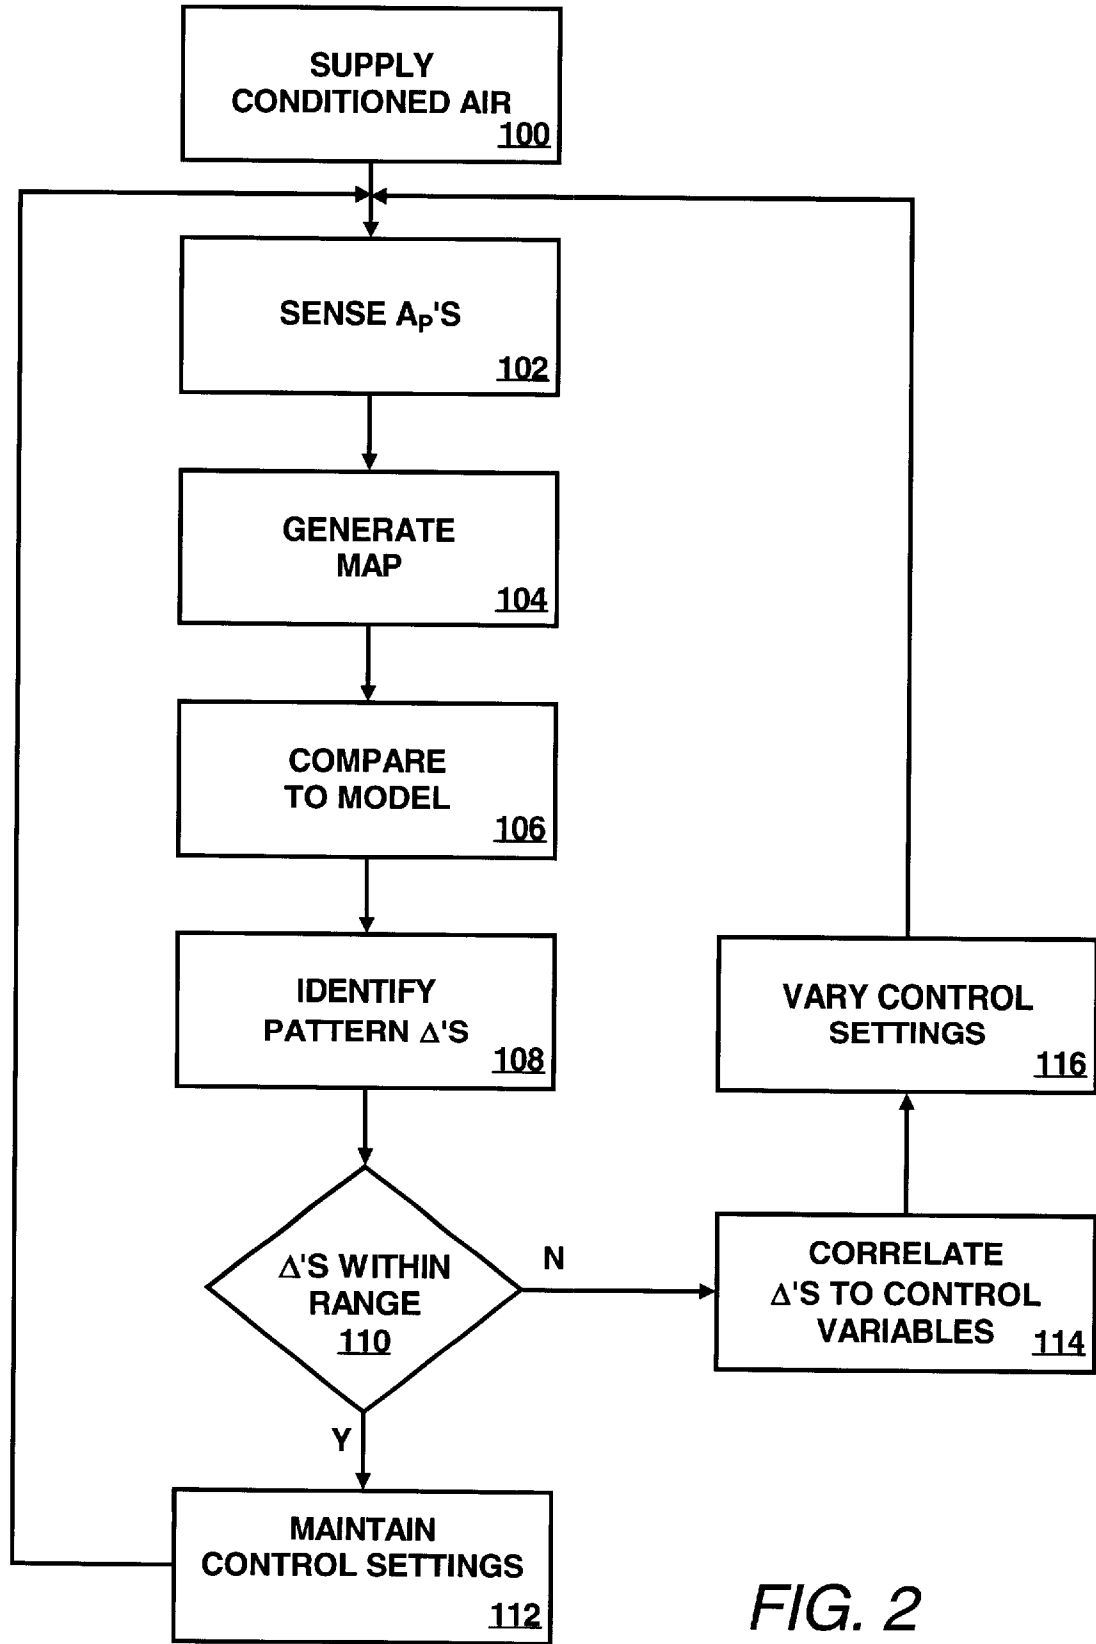 SUPPLY
CONDITIONED AIR
100
SENSE AP'S
102
GENERATE
MAP
104
COMPARE
TO MODEL
106
IDENTIFY
PATTERN Δ'S
108
Δ'S WITHIN
RANGE
110
N
Y
MAINTAIN
CONTROL SETTINGS
112
CORRELATE
Δ'S TO CONTROL
VARIABLES
114
VARY CONTROL
SETTINGS
116
FIG. 2